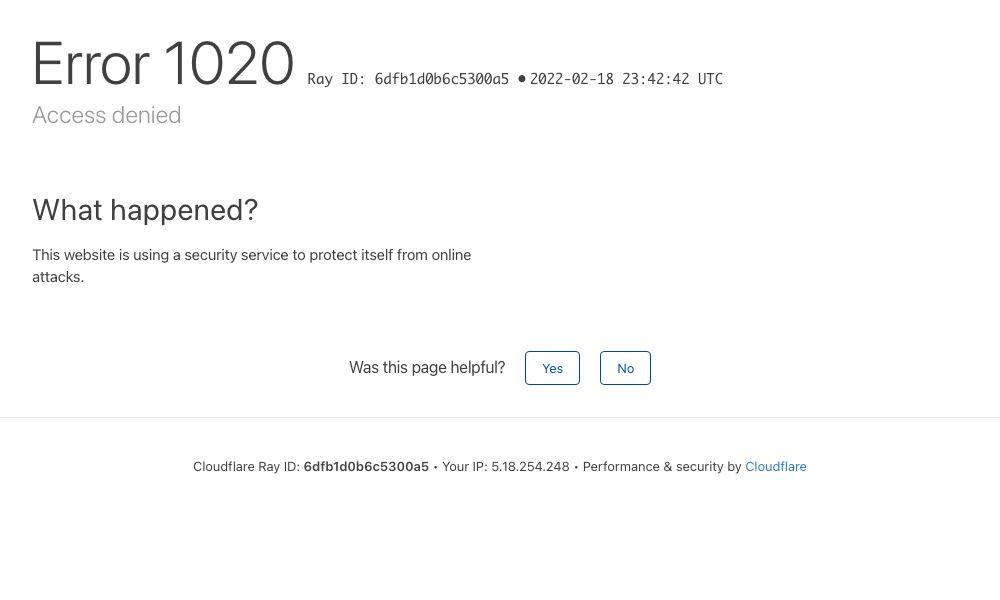 Error 1020 Ray ID: 6dfb1d0b6c5300a5 • 2022-02-18 23:42:42 UTC
Access denied
What happened?
This website is using a security service to protect itself from online
attacks.
Was this page helpful? Yes No
Cloudflare Ray ID: 6dfb1d0b6c5300a5 • Your IP: 5.18.254.248 • Performance & security by Cloudflare